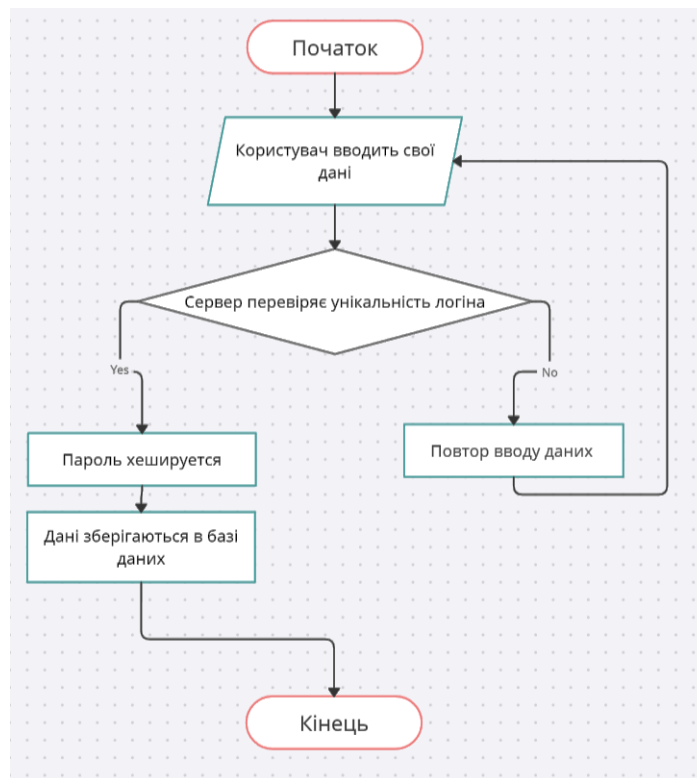 Початок
Користувач вводить свої
дані
Сервер перевіряє унікальність логіна
Yes
No
Пароль хешируется
Повтор вводу даних
Дані зберігаються в базі
даних
Кінець